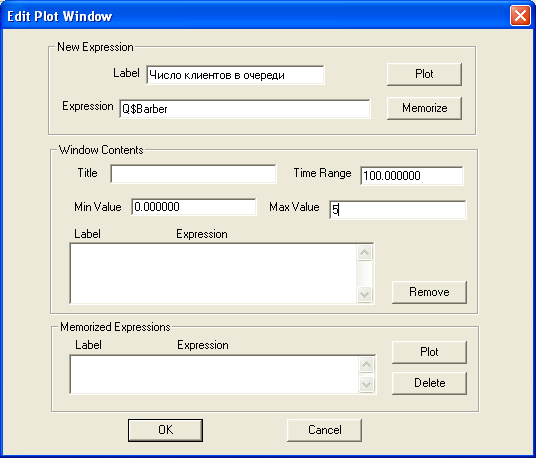 Edit Plot Window
New Expression
Label Число клиентов в очереди Plot
Expression Q$Barber Memorize
Window Contents
Title Time Range 100.000000
Min Value 0.000000 Max Value 5
Label Expression
Remove
Memorized Expressions
Label Expression Plot
Delete
OK Cancel